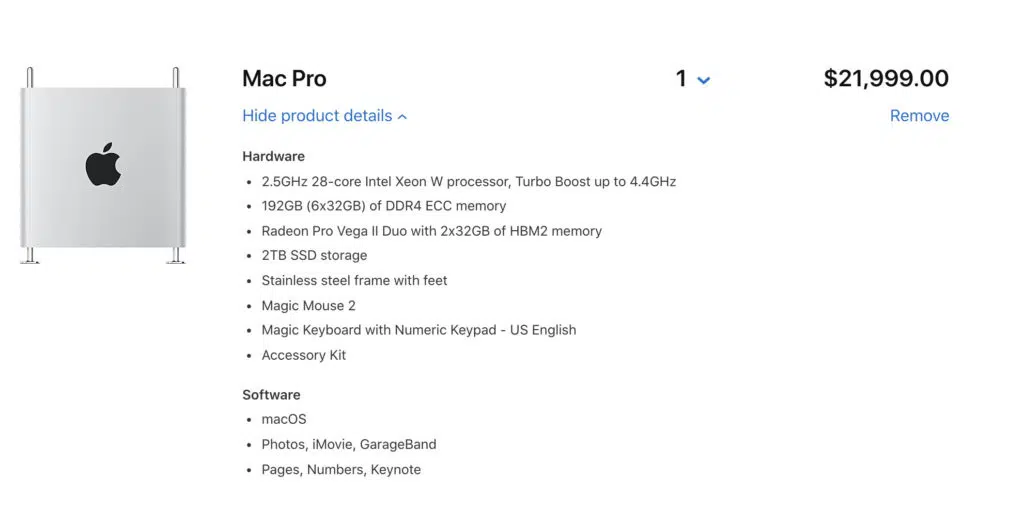 Mac Pro 1 $21,999.00
Hide product details Remove
Hardware
• 2.5GHz 28-core Intel Xeon W processor, Turbo Boost up to 4.4GHz
• 192GB (6x32GB) of DDR4 ECC memory
• Radeon Pro Vega II Duo with 2x32GB of HBM2 memory
• 2TB SSD storage
• Stainless steel frame with feet
• Magic Mouse 2
• Magic Keyboard with Numeric Keypad - US English
• Accessory Kit
Software
• macOS
• Photos, iMovie, GarageBand
• Pages, Numbers, Keynote